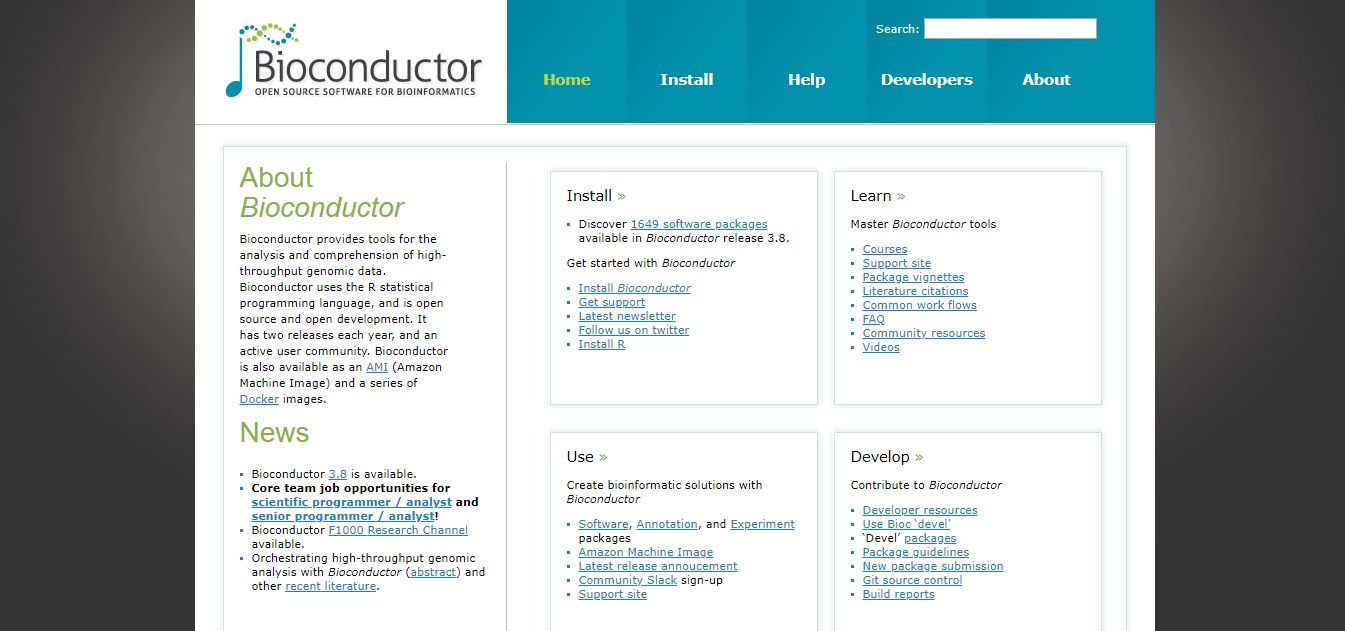 Bioconductor
OPEN SOURCE SOFTWARE FOR BIOINFORMATICS
Search:
Home
Install
Help
Developers
About
About
Bioconductor
Bioconductor provides tools for the
analysis and comprehension of high-
throughput genomic data.
Bioconductor uses the R statistical
programming language, and is open
source and open development. It
has two releases each year, and an
active user community. Bioconductor
is also available as an AMI (Amazon
Machine Image) and a series of
Docker images.
News
Bioconductor 3.8 is available.
Core team job opportunities for
scientific programmer / analyst and
senior programmer / analyst!
Bioconductor F1000 Research Channel
available.
Orchestrating high-throughput genomic
analysis with Bioconductor (abstract) and
other recent literature.
Install »
Discover 1649 software packages
available in Bioconductor release 3.8.
Get started with Bioconductor
Install Bioconductor
Get support
Latest newsletter
Follow us on twitter
Install R
Learn »
Master Bioconductor tools
Courses
Support site
Package vignettes
Literature citations
Common work flows
FAQ
Community resources
Videos
Use »
Create bioinformatic solutions with
Bioconductor
Software, Annotation, and Experiment
packages
Amazon Machine Image
Latest release annoucement
Community Slack sign-up
Support site
Develop »
Contribute to Bioconductor
Developer resources
Use Bioc ‘devel’
‘Devel’ packages
Package guidelines
New package submission
Git source control
Build reports